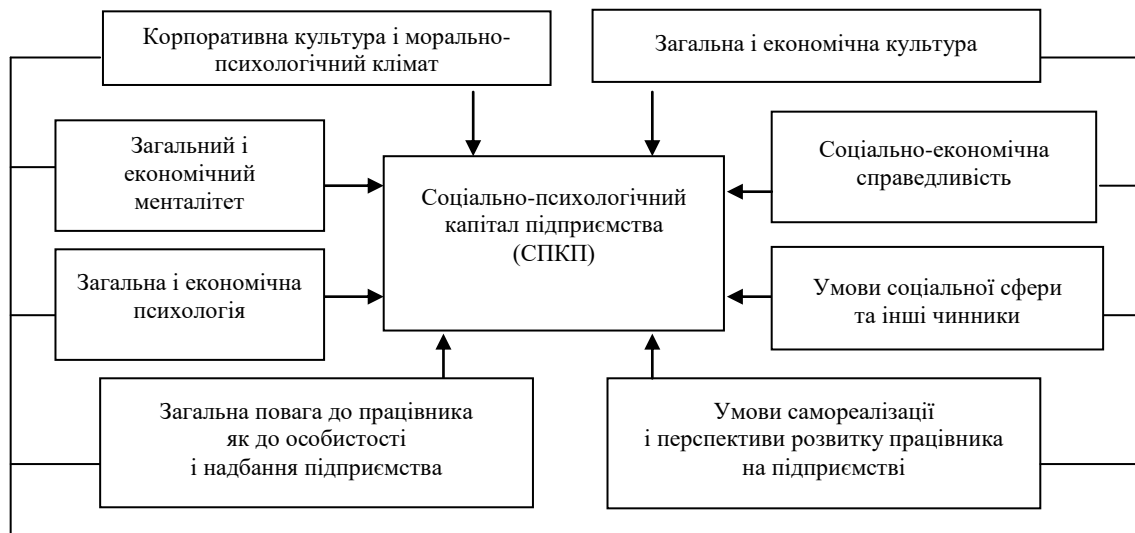 Корпоративна культура і морально-
психологічний клімат
Загальна і економічна культура
Загальний і
економічний
менталітет
Соціально-психологічний
капітал підприємства
(СПКП)
Соціально-економічна
справедливість
Загальна і економічна
психологія
Умови соціальної сфери
та інші чинники
Загальна повага до працівника
як до особистості
і надбання підприємства
Умови самореалізації
і перспективи розвитку працівника
на підприємстві